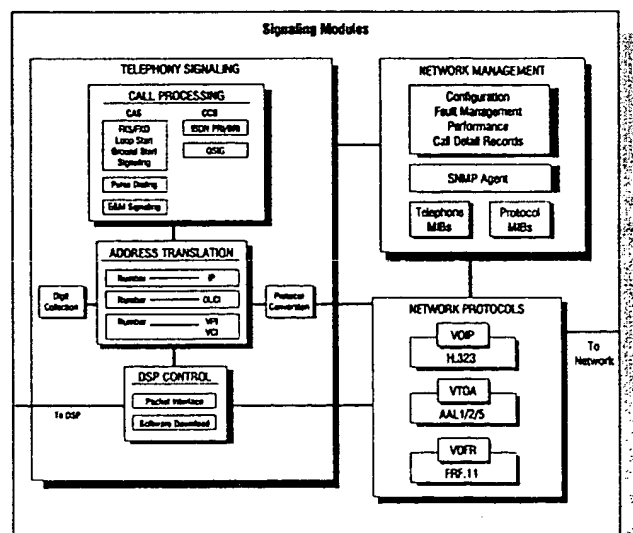 Signaling Modules
TELEPHONY SIGNALING
CALL PROCESSING
CAS
CCS
FXS/FXO
Loop Start
Ground Start
Signaling
Pulse Dialing
E&M Signaling
ISDN PRI/BRI
QSIG
ADDRESS TRANSLATION
Number IP
Number DLCI
Number VPI
VCI
Digit
Collection
Protocol
Conversion
DSP CONTROL
Packet Interface
Software Download
To DSP
NETWORK MANAGEMENT
Configuration
Fault Management
Performance
Call Detail Records
SNMP Agent
Telephone
MIBs
Protocol
MIBs
NETWORK PROTOCOLS
VOIP
H.323
VTOA
AAL1/2/5
VOFR
FRF.11
To
Network